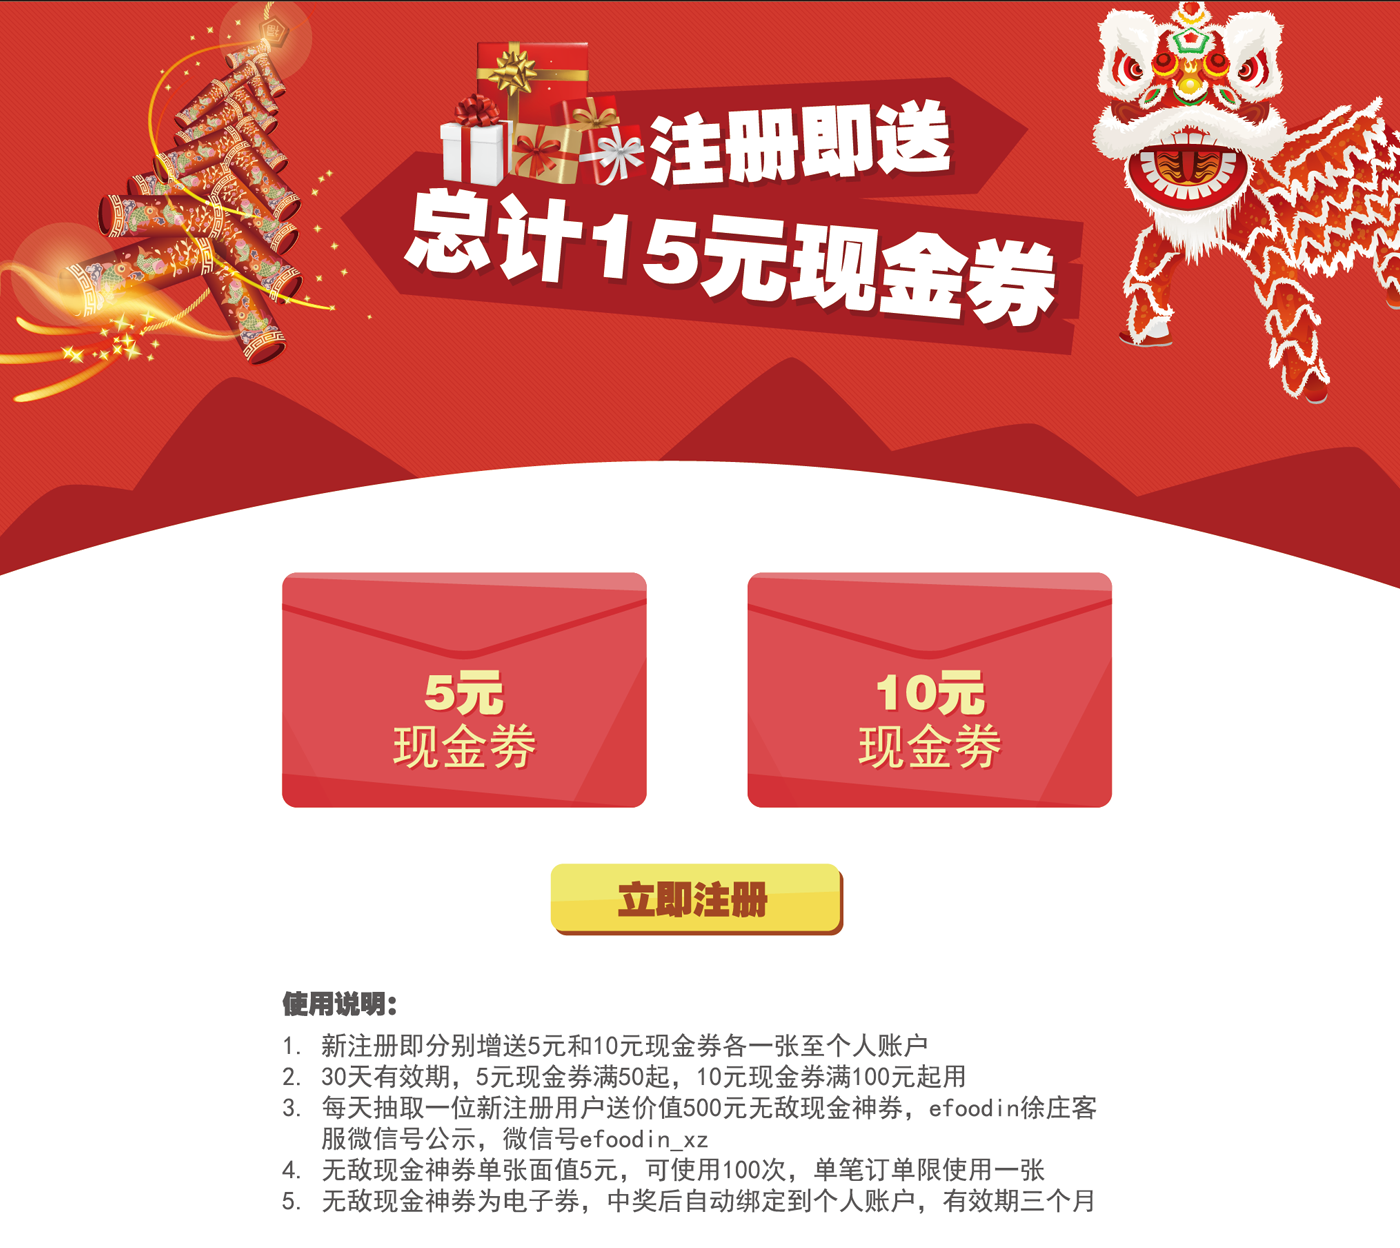 注册即送
总计15元现金券
5元
现金劵
10元
现金劵
立即注册
使用说明：
1. 新注册即分别增送5元和10元现金券各一张至个人账户
2. 30天有效期，5元现金券满50起，10元现金券满100元起用
3. 每天抽取一位新注册用户送价值500元无敌现金神券，efoodin徐庄客
服微信号公示，微信号efoodin_xz
4. 无敌现金神券单张面值5元，可使用100次，单笔订单限使用一张
5. 无敌现金神券为电子券，中奖后自动绑定到个人账户，有效期三个月